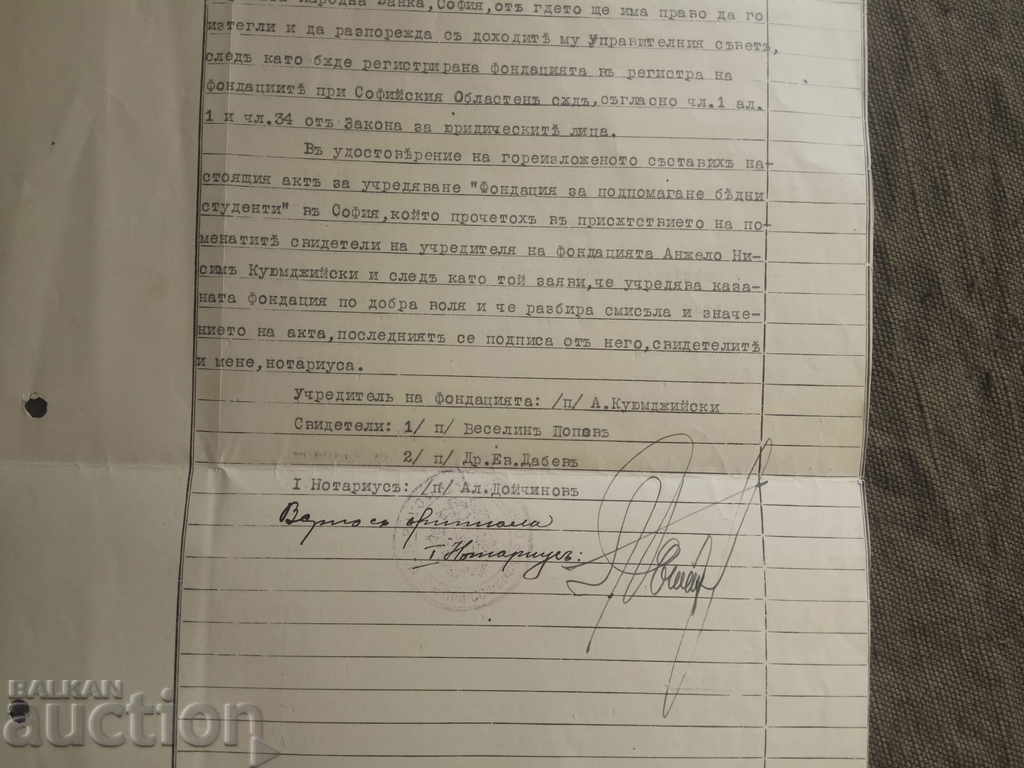 Народна Банка, София, отъ гдето ще има право да го
изтегли и да разпорежда съ доходитѣ му Управителния съветъ,
следъ като бѫде регистрирана фондацията въ регистра на
фондациитѣ при Софийския Областенъ сѫдъ, съгласно чл.1 ал.
1 и чл.34 отъ Закона за юридическитѣ лица.
Въ удостовѣрение на гореизложеното съставихъ на-
стоящия актъ за учредяване "Фондация за подпомагане бѣдни
студенти" въ София, който прочетохъ въ присѫтствието на по-
менатитѣ свидетели на учредителя на фондацията Анжело Ни-
симъ Куюмджийски и следъ като той заяви, че учредява каза-
ната фондация по добра воля и че разбира смисъла и значе-
нието на акта, последниятъ се подписа отъ него, свидетелитѣ
и мене, нотариуса.
Учредитель на фондацията: /п/ А.Куюмджийски
Свидетели: 1/ п/ Веселинъ Поповъ
2/ п/ Др.Ев.Дабевъ
I Нотариусъ: /п/ Ал.Дойчиновъ
Вярно съ оригинала
I Нотариусъ:
BALKAN
auction